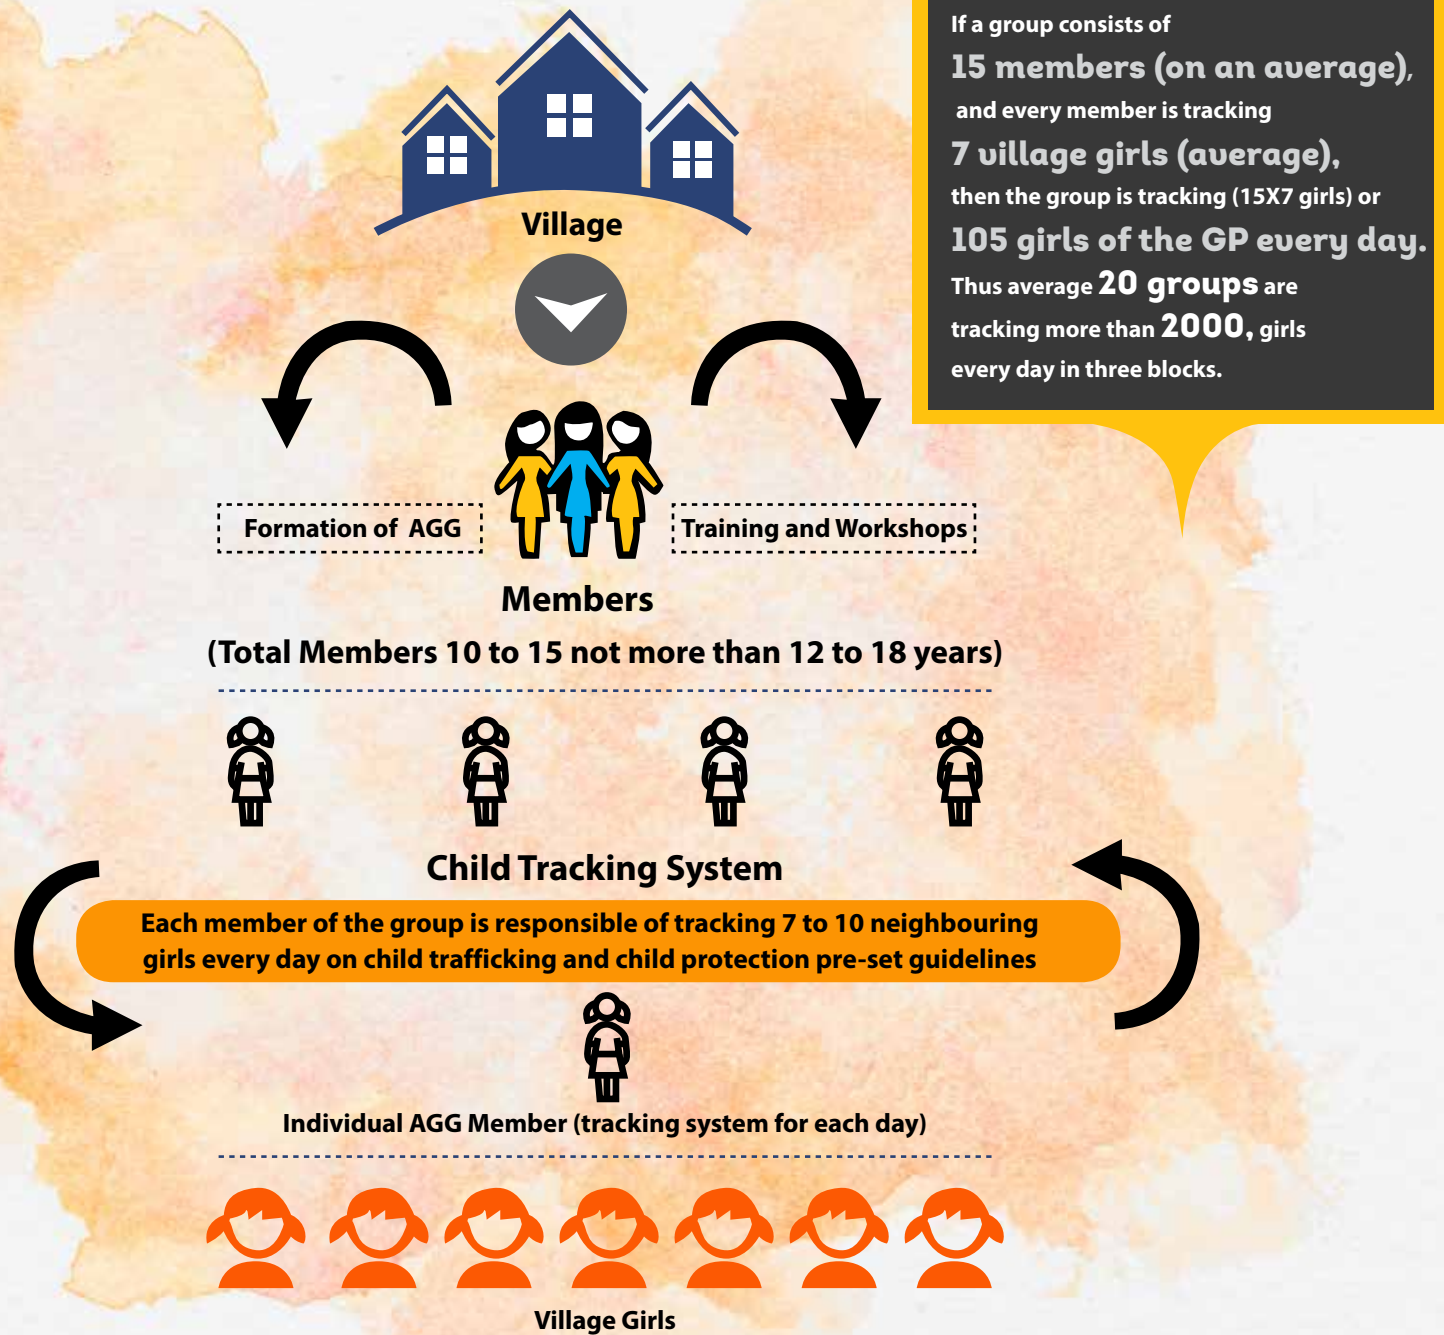 If a group consists of
15 members (on an average),
and every member is tracking
7 village girls (average),
then the group is tracking (15X7 girls) or
105 girls of the GP every day.
Thus average 20 groups are
tracking more than 2000, girls
every day in three blocks.
Village
Formation of AGG
Training and Workshops
Members
(Total Members 10 to 15 not more than 12 to 18 years)
Child Tracking System
Each member of the group is responsible of tracking 7 to 10 neighbouring
girls every day on child trafficking and child protection pre-set guidelines
Individual AGG Member (tracking system for each day)
Village Girls